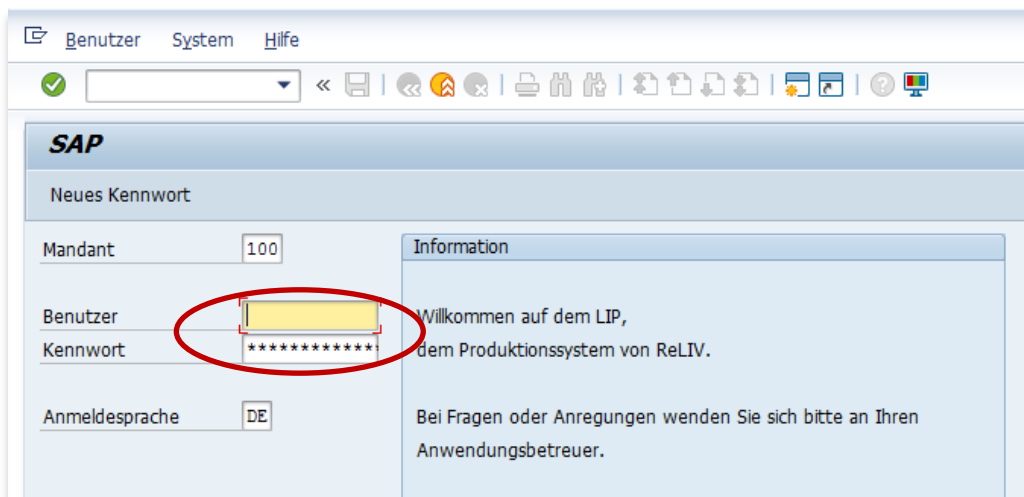 Benutzer System Hilfe
SAP
Neues Kennwort
Mandant 100
Information
Benutzer
Willkommen auf dem LIP,
Kennwort ************
dem Produktionssystem von ReLIV.
Anmeldesprache DE
Bei Fragen oder Anregungen wenden Sie sich bitte an Ihren
Anwendungsbetreuer.